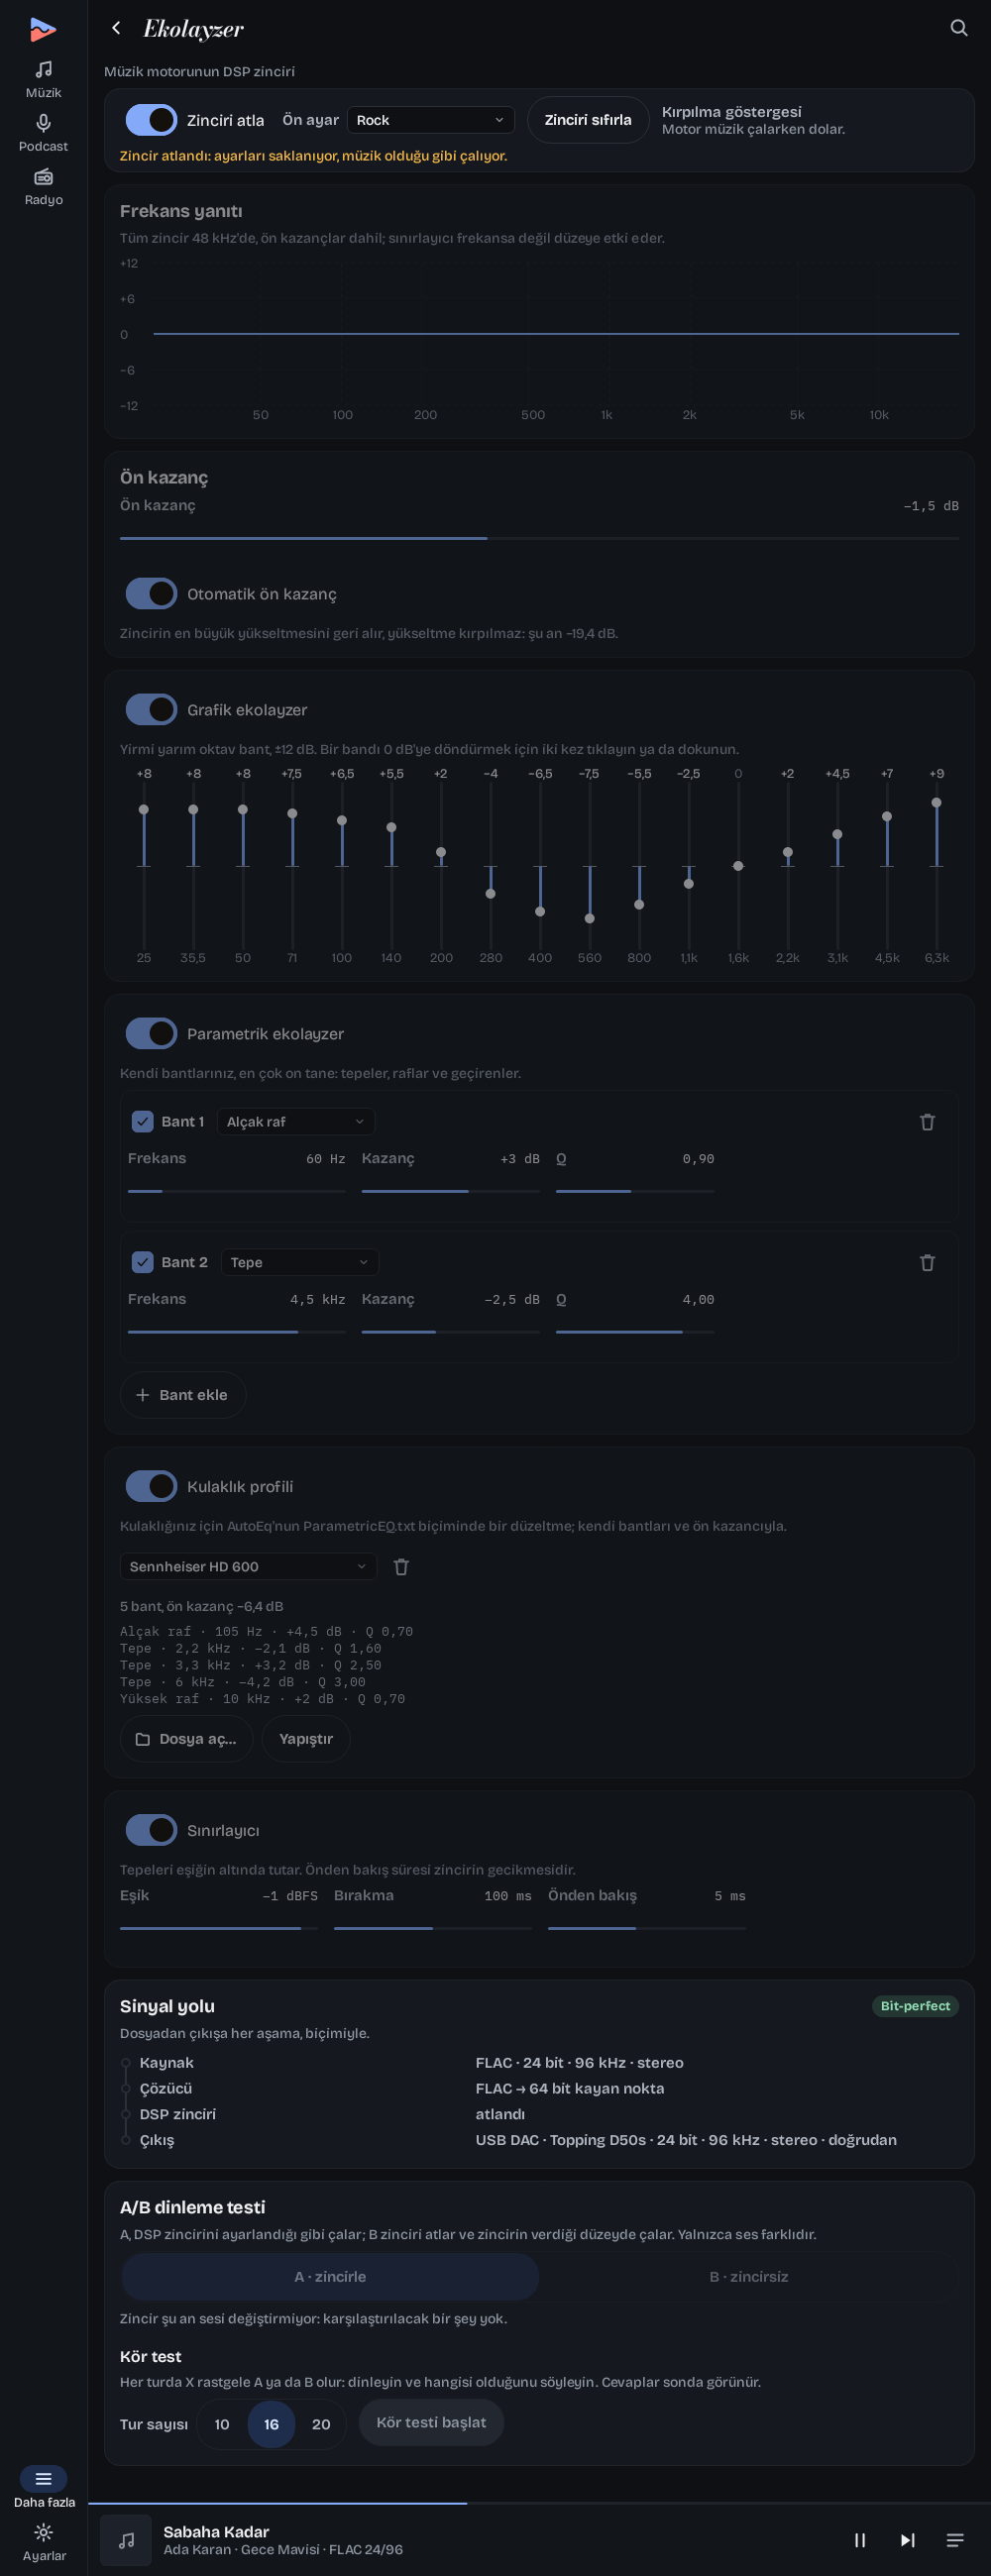 Ekolayzer
Müzik
Podcast
Radyo
Müzik motorunun DSP zinciri
Zinciri atla
Ön ayar
Rock
Zinciri sıfırla
Kırpılma göstergesi
Motor müzik çalarken dolar.
Zincir atlandı: ayarları saklanıyor, müzik olduğu gibi çalıyor.
Frekans yanıtı
Tüm zincir 48 kHz'de, ön kazançlar dahil; sınırlayıcı frekansa değil düzeye etki eder.
+12
+6
0
−6
−12
50 100 200 500 1k 2k 5k 10k
Ön kazanç
Ön kazanç −1,5 dB
Otomatik ön kazanç
Zincirin en büyük yükseltmesini geri alır, yükseltme kırpılmaz: şu an −19,4 dB.
Grafik ekolayzer
Yirmi yarım oktav bant, ±12 dB. Bir bandı 0 dB'ye döndürmek için iki kez tıklayın ya da dokunun.
+8 +8 +8 +7,5 +6,5 +5,5 +2 −4 −6,5 −7,5 −5,5 −2,5 0 +2 +4,5 +7 +9
25 35,5 50 71 100 140 200 280 400 560 800 1,1k 1,6k 2,2k 3,1k 4,5k 6,3k
Parametrik ekolayzer
Kendi bantlarınız, en çok on tane: tepeler, raflar ve geçirenler.
Bant 1 Alçak raf
Frekans 60 Hz Kazanç +3 dB Q 0,90
Bant 2 Tepe
Frekans 4,5 kHz Kazanç −2,5 dB Q 4,00
Bant ekle
Kulaklık profili
Kulaklığınız için AutoEq'nun ParametricEQ.txt biçiminde bir düzeltme; kendi bantları ve ön kazancıyla.
Sennheiser HD 600
5 bant, ön kazanç −6,4 dB
Alçak raf · 105 Hz · +4,5 dB · Q 0,70
Tepe · 2,2 kHz · −2,1 dB · Q 1,60
Tepe · 3,3 kHz · +3,2 dB · Q 2,50
Tepe · 6 kHz · −4,2 dB · Q 3,00
Yüksek raf · 10 kHz · +2 dB · Q 0,70
Dosya aç...
Yapıştır
Sınırlayıcı
Tepeleri eşiğin altında tutar. Önden bakış süresi zincirin gecikmesidir.
Eşik −1 dBFS Bırakma 100 ms Önden bakış 5 ms
Sinyal yolu
Bit-perfect
Dosyadan çıkışa her aşama, biçimiyle.
Kaynak FLAC · 24 bit · 96 kHz · stereo
Çözücü FLAC → 64 bit kayan nokta
DSP zinciri atlandı
Çıkış USB DAC · Topping D50s · 24 bit · 96 kHz · stereo · doğrudan
A/B dinleme testi
A, DSP zincirini ayarlandığı gibi çalar; B zinciri atlar ve zincirin verdiği düzeyde çalar. Yalnızca ses farklıdır.
A · zincirle
B · zincirsiz
Zincir şu an sesi değiştirmiyor: karşılaştırılacak bir şey yok.
Kör test
Her turda X rastgele A ya da B olur: dinleyin ve hangisi olduğunu söyleyin. Cevaplar sonda görünür.
Tur sayısı 10 16 20
Kör testi başlat
Daha fazla
Ayarlar
Sabaha Kadar
Ada Karan · Gece Mavisi · FLAC 24/96